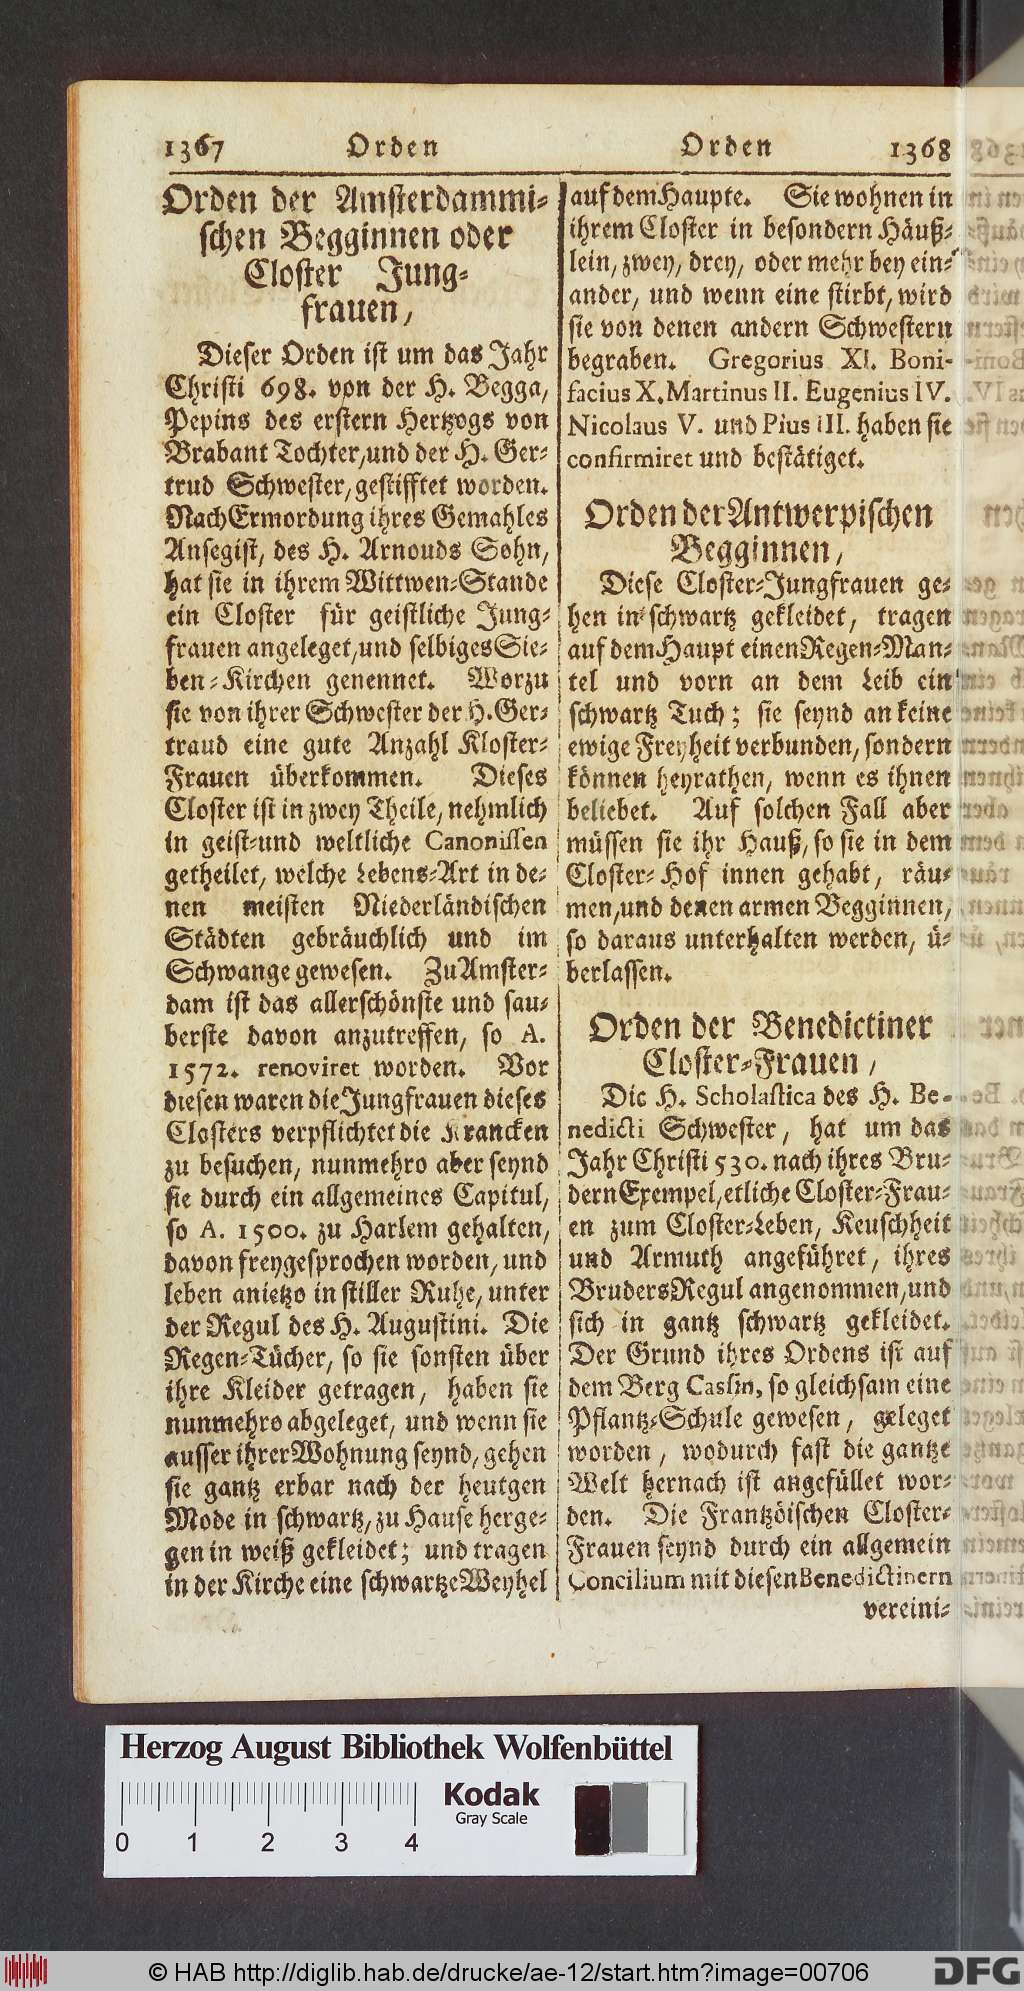 1367 Orden
Orden der Amsterdammi-
schen Begginnen oder
Closter Jung-
frauen,
Dieser Orden ist um das Jahr
Christi 698. von der H. Begga,
Pepins des erstern Hertzogs von
Brabant Tochter, und der H. Ger-
trud Schwester, gestifftet worden.
Nach Ermordung ihres Gemahles
Ansegist, des H. Arnouds Sohn,
hat sie in ihrem Wittwen-Stande
ein Closter für geistliche Jung-
frauen angeleget, und selbiges Sie-
ben-Kirchen genennet. Worzu
sie von ihrer Schwester der H. Ger-
traud eine gute Anzahl Kloster-
Frauen überkommen. Dieses
Closter ist in zwey Theile, nehmlich
in geist-und weltliche Canonissen
getheilet, welche Lebens-Art in de-
nen meisten Niederländischen
Städten gebräuchlich und im
Schwange gewesen. Zu Amster-
dam ist das allerschönste und sau-
berste davon anzutreffen, so A.
1572. renoviret worden. Vor
diesen waren die Jungfrauen dieses
Closters verpflichtet die Krancken
zu besuchen, nunmehro aber seynd
sie durch ein allgemeines Capitul,
so A. 1500. zu Harlem gehalten,
davon freygesprochen worden, und
leben anietzo in stiller Ruhe, unter
der Regul des H. Augustini. Die
Regen-Tücher, so sie sonsten über
ihre Kleider getragen, haben sie
nunmehro abgeleget, und wenn sie
ausser ihrer Wohnung seynd, gehen
sie gantz erbar nach der heutgen
Mode in schwartz, zu Hause herge-
gen in weiß gekleidet; und tragen
in der Kirche eine schwartze Weyhel
Orden 1368
auf dem Haupte. Sie wohnen in
ihrem Closter in besondern Häuß-
lein, zwey, drey, oder mehr bey ein-
ander, und wenn eine stirbt, wird
sie von denen andern Schwestern
begraben. Gregorius XI. Boni-
facius X. Martinus II. Eugenius IV.
Nicolaus V. und Pius III. haben sie
confirmiret und bestätiget.
Orden der Antwerpischen
Begginnen,
Diese Closter-Jungfrauen ge-
hen in schwartz gekleidet, tragen
auf dem Haupt einen Regen-Man-
tel und vorn an dem Leib ein
schwartz Tuch; sie seynd an keine
ewige Freyheit verbunden, sondern
können heyrathen, wenn es ihnen
beliebet. Auf solchen Fall aber
müssen sie ihr Hauß, so sie in dem
Closter-Hof innen gehabt, räu-
men, und denen armen Begginnen,
so daraus unterhalten werden, ü-
berlassen.
Orden der Benedictiner
Closter-Frauen,
Die H. Scholastica des H. Be-
nedicti Schwester, hat um das
Jahr Christi 530. nach ihres Bru-
dern Exempel, etliche Closter-Frau-
en zum Closter-Leben, Keuschheit
und Armuth angeführet, ihres
Bruders Regul angenommen, und
sich in gantz schwartz gekleidet.
Der Grund ihres Ordens ist auf
dem Berg Caslin, so gleichsam eine
Pflantz-Schule gewesen, geleget
worden, wodurch fast die gantze
Welt hernach ist angefüllet wor-
den. Die Frantzöischen Closter-
Frauen seynd durch ein allgemein
Concilium mit diesen Benedictinern
vereini-
Herzog August Bibliothek Wolfenbüttel
0 1 2 3 4
Kodak
Gray Scale
© HAB http://diglib.hab.de/drucke/ae-12/start.htm?image=00706
DFG